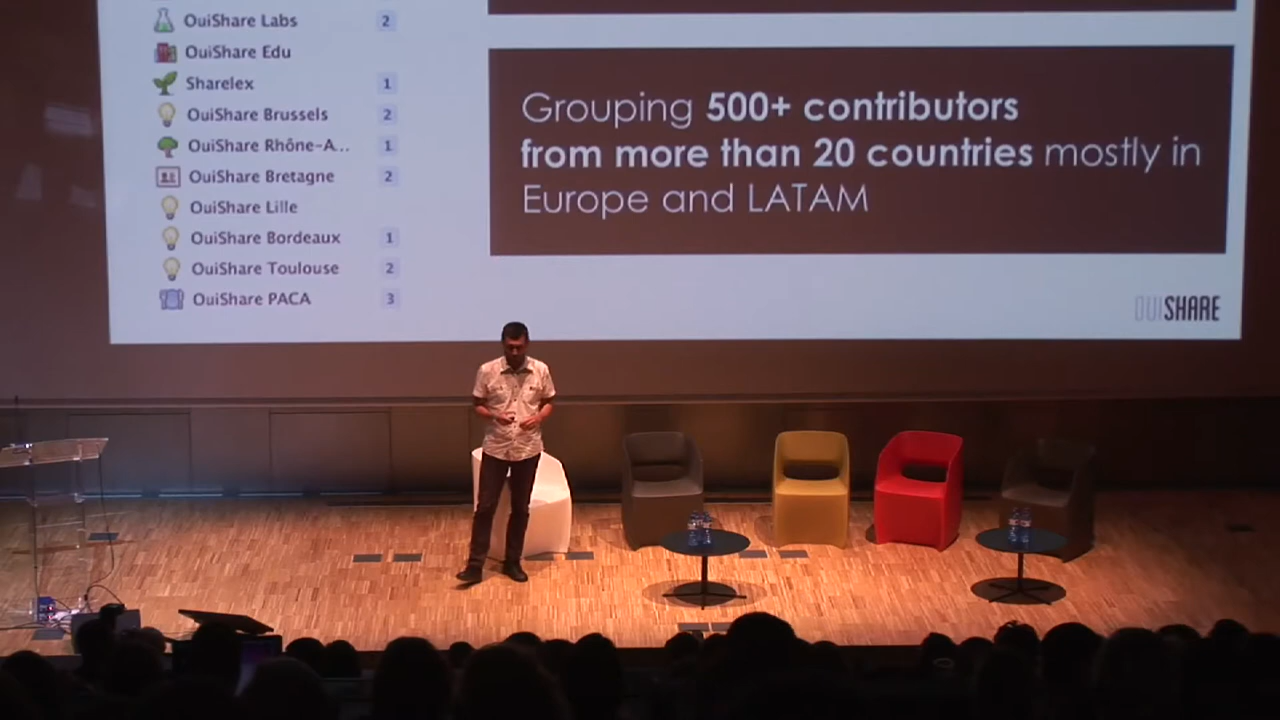 OuiShare Labs 2
OuiShare Edu
Sharelex 1
OuiShare Brussels 2
OuiShare Rhône-A... 1
OuiShare Bretagne 2
OuiShare Lille
OuiShare Bordeaux 1
OuiShare Toulouse 2
OuiShare PACA 3
Grouping 500+ contributors
from more than 20 countries mostly in
Europe and LATAM
OUISHARE